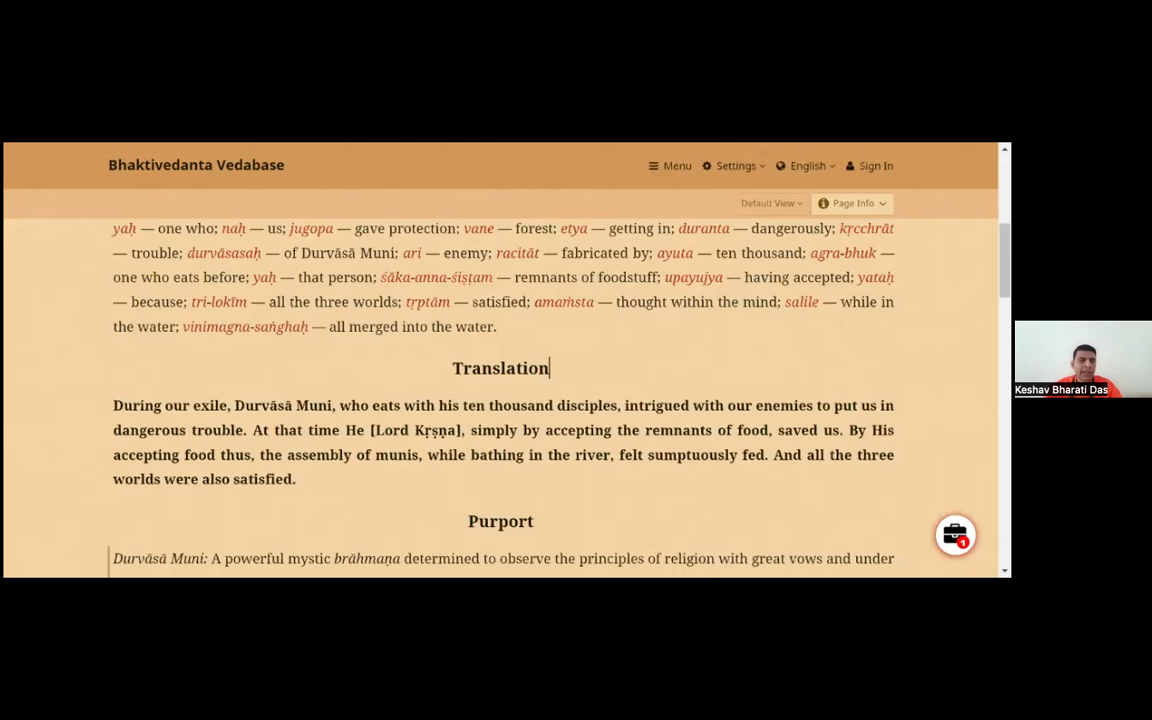 Bhaktivedanta Vedabase
Menu Settings English Sign In
Default View Page Info
yaḥ — one who; naḥ — us; jugopa — gave protection; vane — forest; etya — getting in; duranta — dangerously; kṛcchrāt
— trouble; durvāsasaḥ — of Durvāsā Muni; ari — enemy; racitāt — fabricated by; ayuta — ten thousand; agra-bhuk —
one who eats before; yaḥ — that person; śāka-anna-śiṣṭam — remnants of foodstuff; upayujya — having accepted; yataḥ
— because; tri-lokīm — all the three worlds; tṛptām — satisfied; amaṁsta — thought within the mind; salile — while in
the water; vinimagna-saṅghaḥ — all merged into the water.
Translation
During our exile, Durvāsā Muni, who eats with his ten thousand disciples, intrigued with our enemies to put us in
dangerous trouble. At that time He [Lord Kṛṣṇa], simply by accepting the remnants of food, saved us. By His
accepting food thus, the assembly of munis, while bathing in the river, felt sumptuously fed. And all the three
worlds were also satisfied.
Purport
Durvāsā Muni: A powerful mystic brāhmaṇa determined to observe the principles of religion with great vows and under
1
Keshav Bharati Das